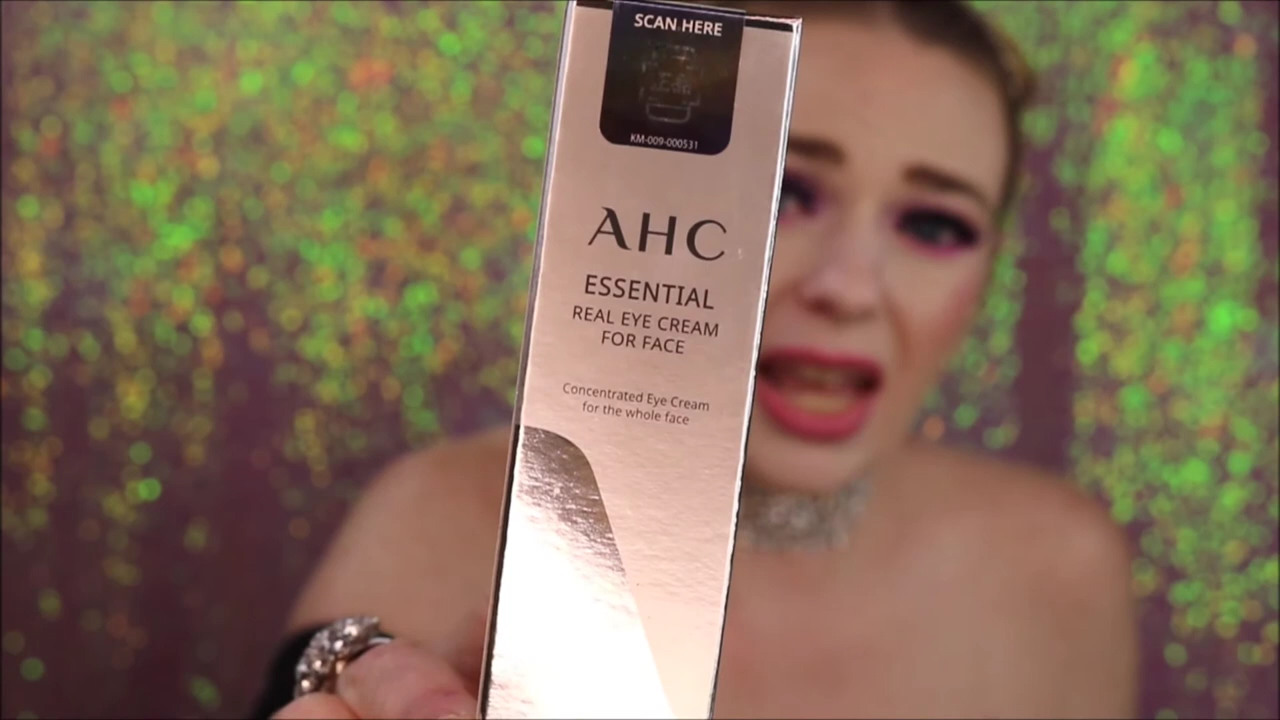 SCAN HERE
KM-009-000531
AHC
ESSENTIAL
REAL EYE CREAM
FOR FACE
Concentrated Eye Cream
for the whole face